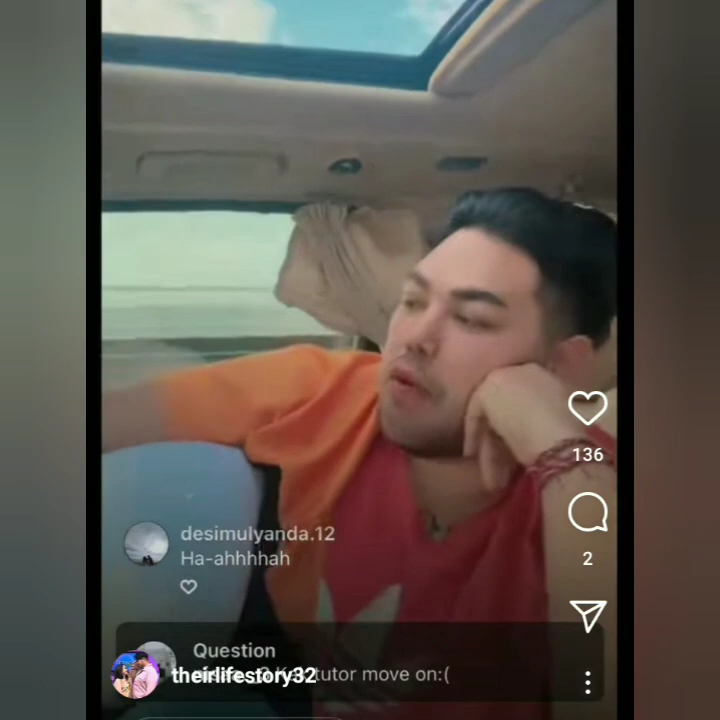 136
desimulyanda.12
Ha-ahhhhah
2
Question
theirlifestory32
tutor move on:(